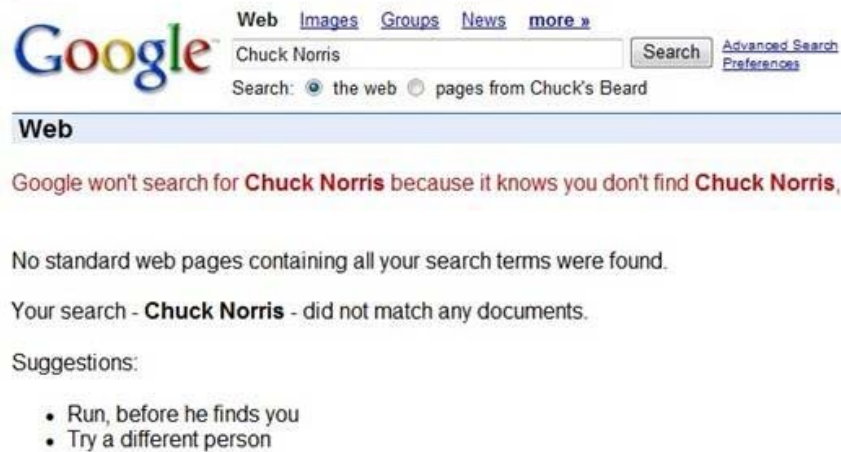 Google
Web Images Groups News more »
Chuck Norris Search Advanced Search
Preferences
Search: the web pages from Chuck's Beard
Web
Google won't search for Chuck Norris because it knows you don't find Chuck Norris,
No standard web pages containing all your search terms were found.
Your search - Chuck Norris - did not match any documents.
Suggestions:
• Run, before he finds you
• Try a different person